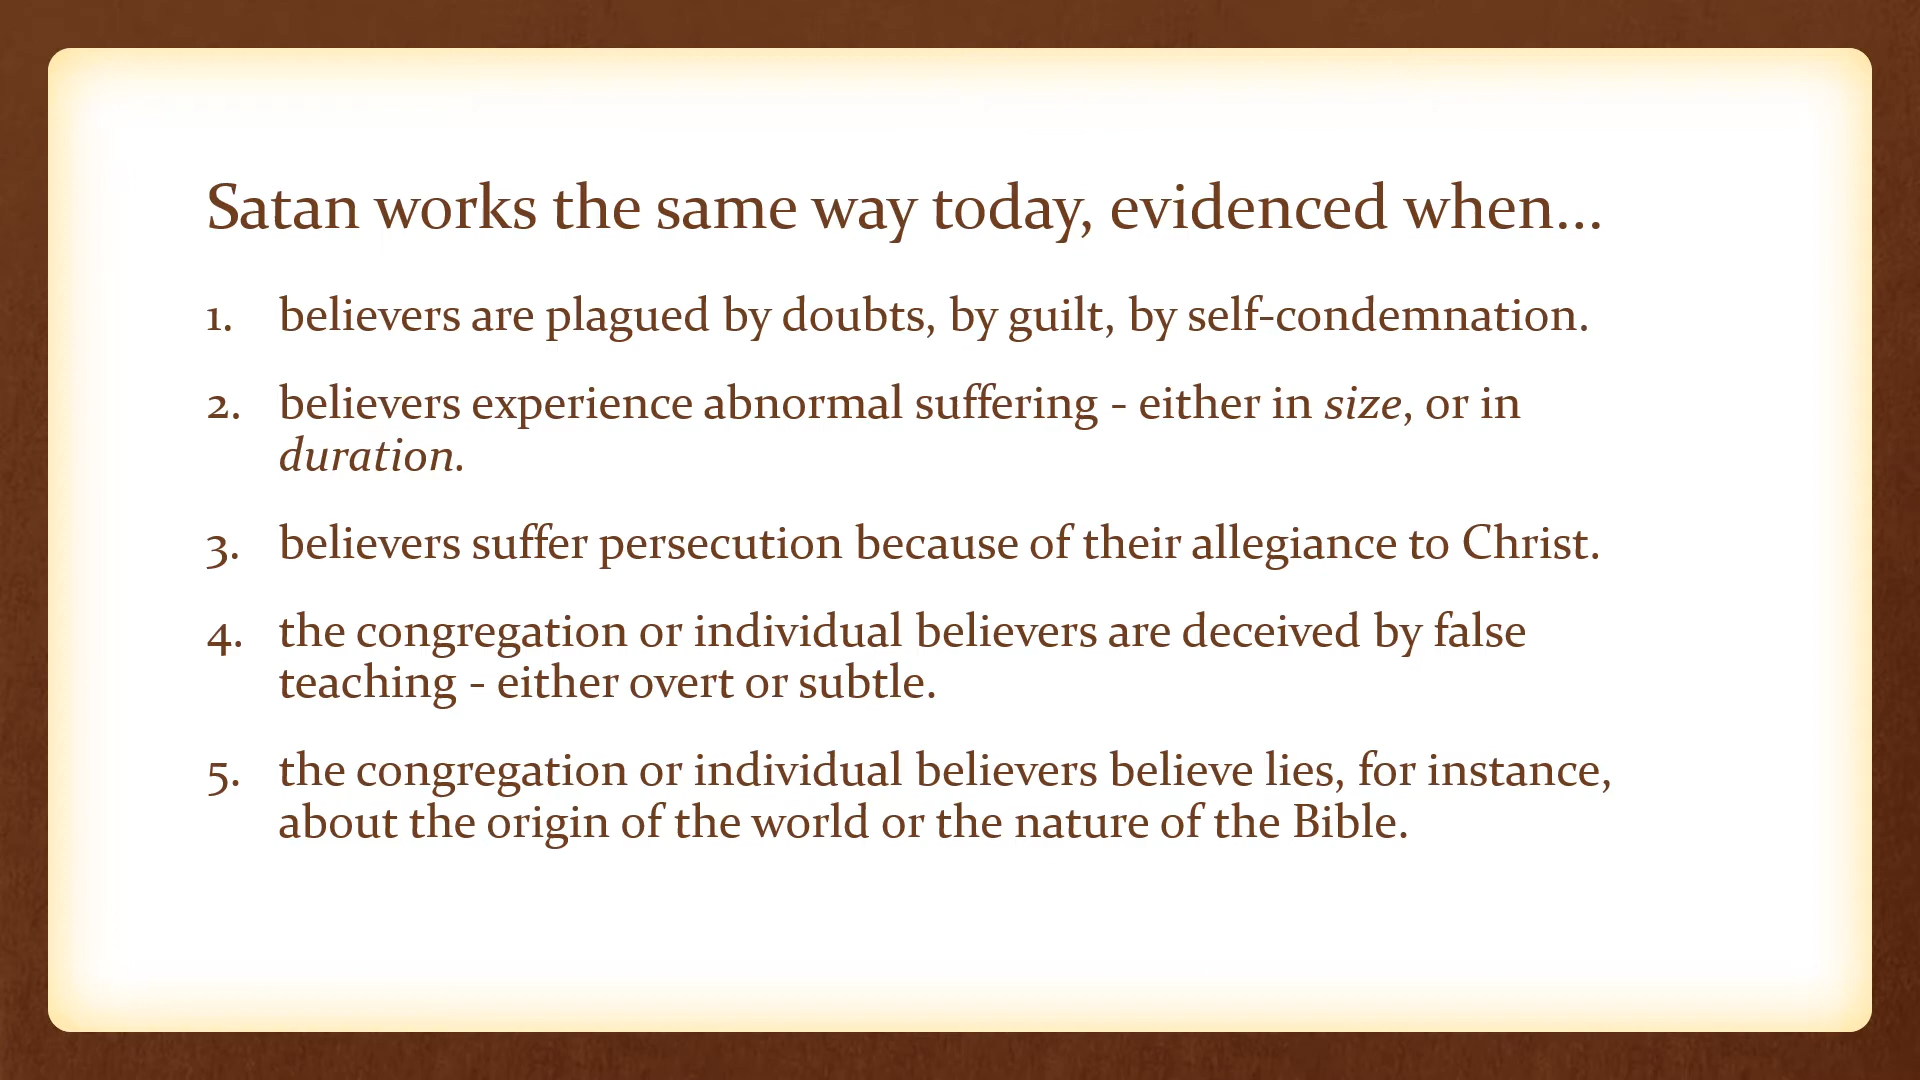 Satan works the same way today, evidenced when...
1. believers are plagued by doubts, by guilt, by self-condemnation.
2. believers experience abnormal suffering - either in size, or in
duration.
3. believers suffer persecution because of their allegiance to Christ.
4. the congregation or individual believers are deceived by false
teaching - either overt or subtle.
5. the congregation or individual believers believe lies, for instance,
about the origin of the world or the nature of the Bible.